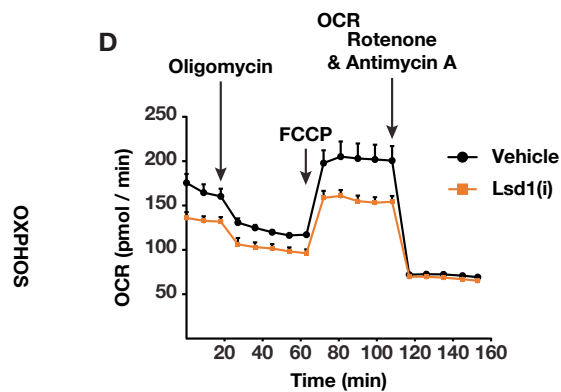 D
OCR
Oligomycin
Rotenone
& Antimycin A
FCCP
OXPHOS
OCR (pmol / min)
250
200
150
100
50
20 40 60 80 100 120 140 160
Time (min)
Vehicle
Lsd1(i)